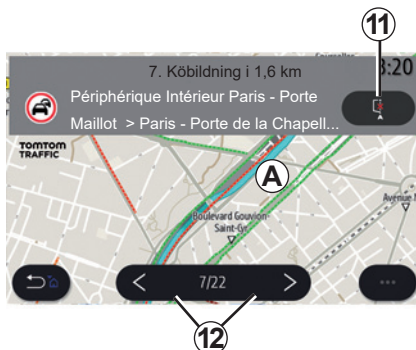 11
7. Köbildning i 1,6 km
3:20
Périphérique Intérieur Paris - Porte
Maillot > Paris - Porte de la Chapell...
TOMTOM
TRAFFIC
A
Avenue
Boulevard Gouvion-
Saint-Cyr
7/22
12